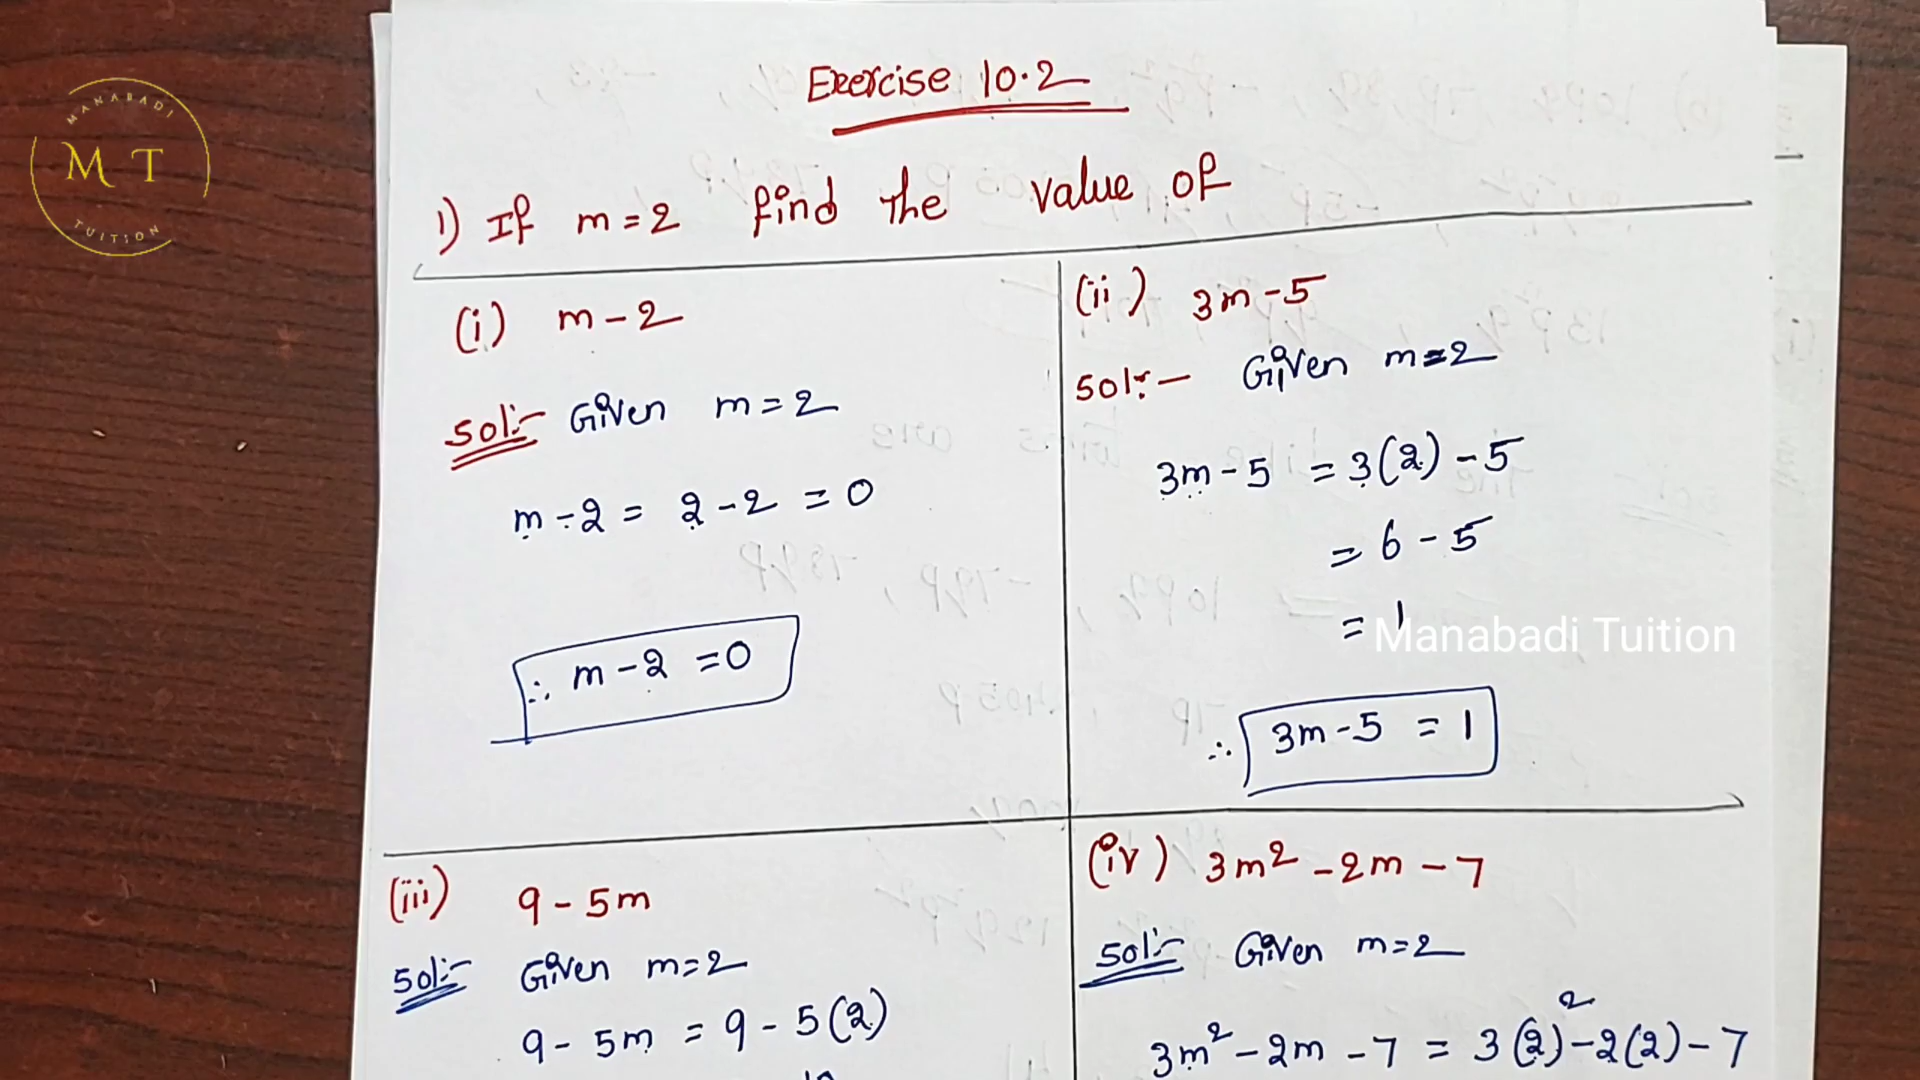 MANABADI
M T
TUITION
Exercise 10.2
1) If m = 2 find the value of
(i) m - 2
Sol:- Given m = 2
m - 2 = 2 - 2 = 0
∴ m - 2 = 0
(ii) 3m - 5
Sol:- Given m = 2
3m - 5 = 3(2) - 5
= 6 - 5
= 1
Manabadi Tuition
∴ 3m - 5 = 1
(iii) 9 - 5m
Sol:- Given m = 2
9 - 5m = 9 - 5(2)
(iv) 3m² - 2m - 7
Sol:- Given m = 2
3m² - 2m - 7 = 3(2)² - 2(2) - 7